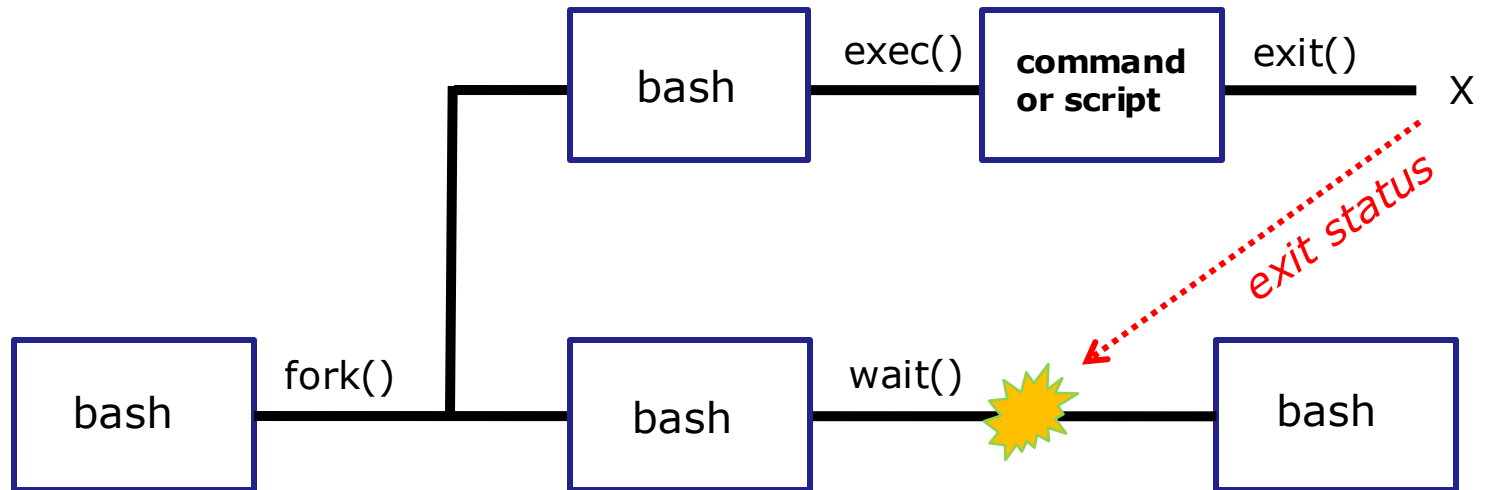 bash
exec()
command
or script
exit()
X
exit status
bash
fork()
bash
wait()
bash